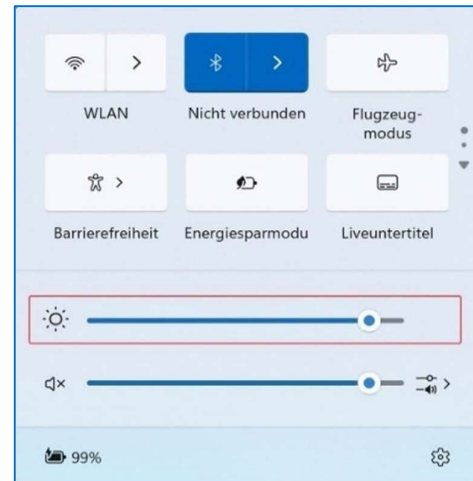 WLAN
Nicht verbunden
Flugzeug-
modus
Barrierefreiheit
Energiesparmodu
Liveuntertitel
99%